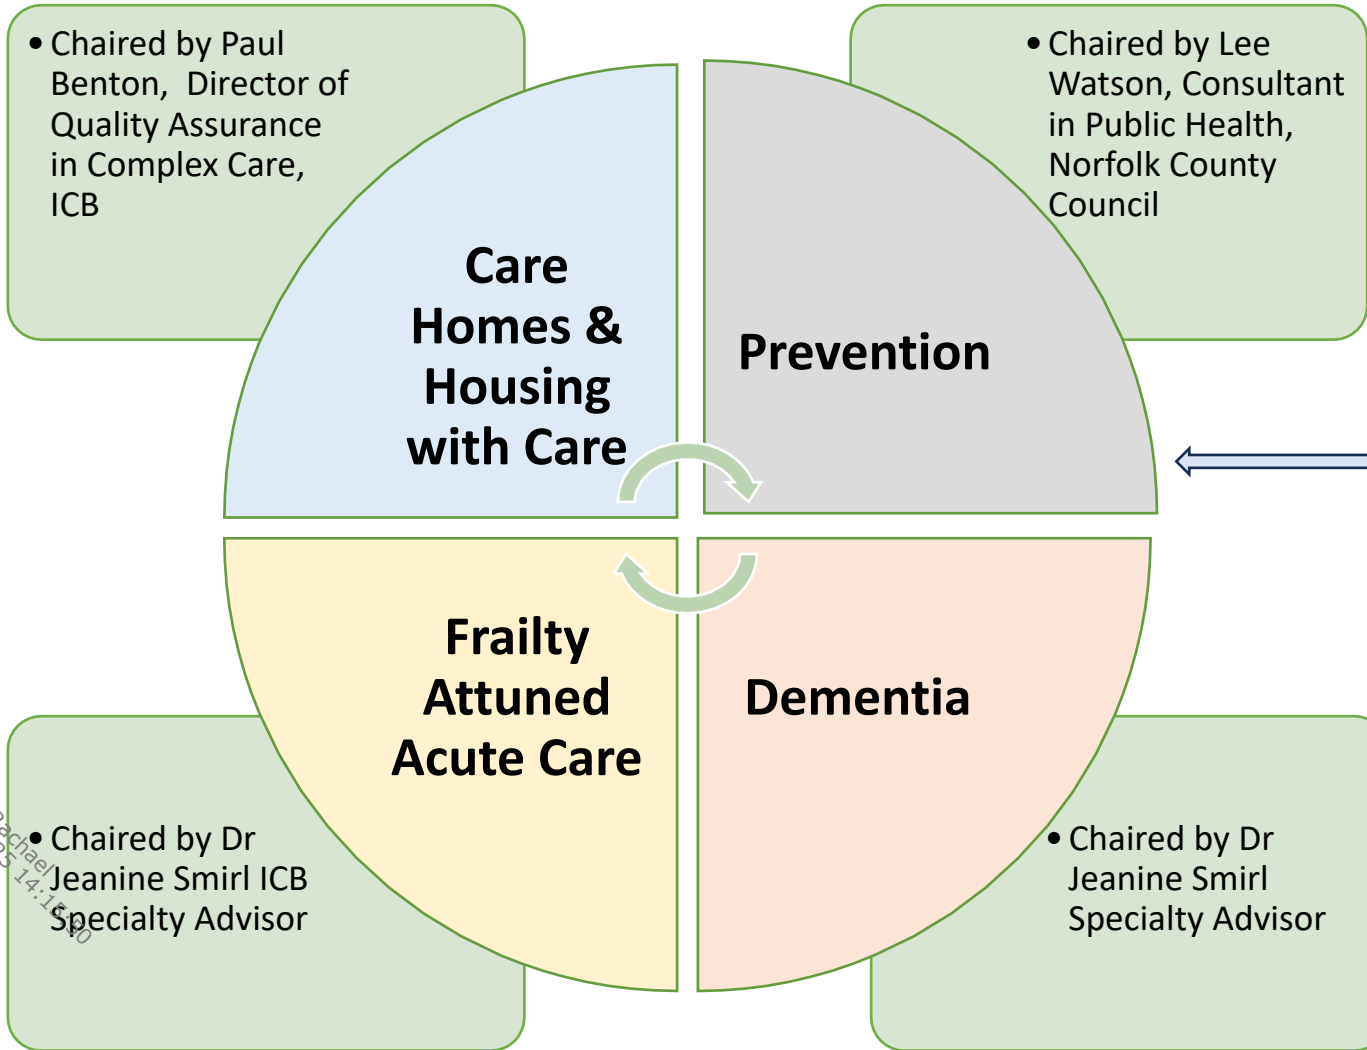 • Chaired by Paul
Benton,  Director of
Quality Assurance
in Complex Care,
ICB
• Chaired by Lee
Watson, Consultant
in Public Health,
Norfolk County
Council
Care
Homes &
Housing
with Care
Prevention
Frailty
Attuned
Acute Care
Dementia
• Chaired by Dr
Jeanine Smirl ICB
Specialty Advisor
• Chaired by Dr
Jeanine Smirl
Specialty Advisor